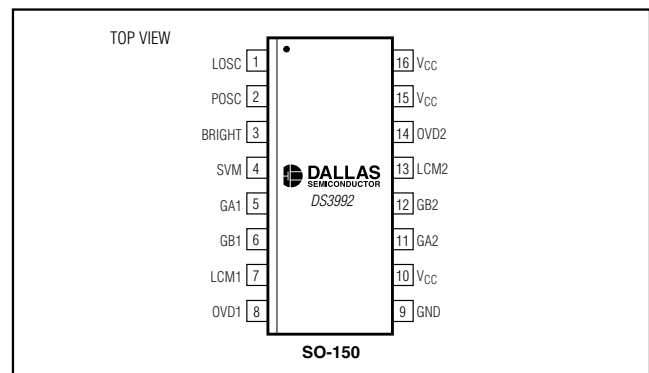 TOP VIEW
LOSC 1
16 VCC
POSC 2
15 VCC
BRIGHT 3
14 OVD2
SVM 4
13 LCM2
DALLAS
SEMICONDUCTOR
DS3992
GA1 5
12 GB2
GB1 6
11 GA2
LCM1 7
10 VCC
OVD1 8
9 GND
SO-150